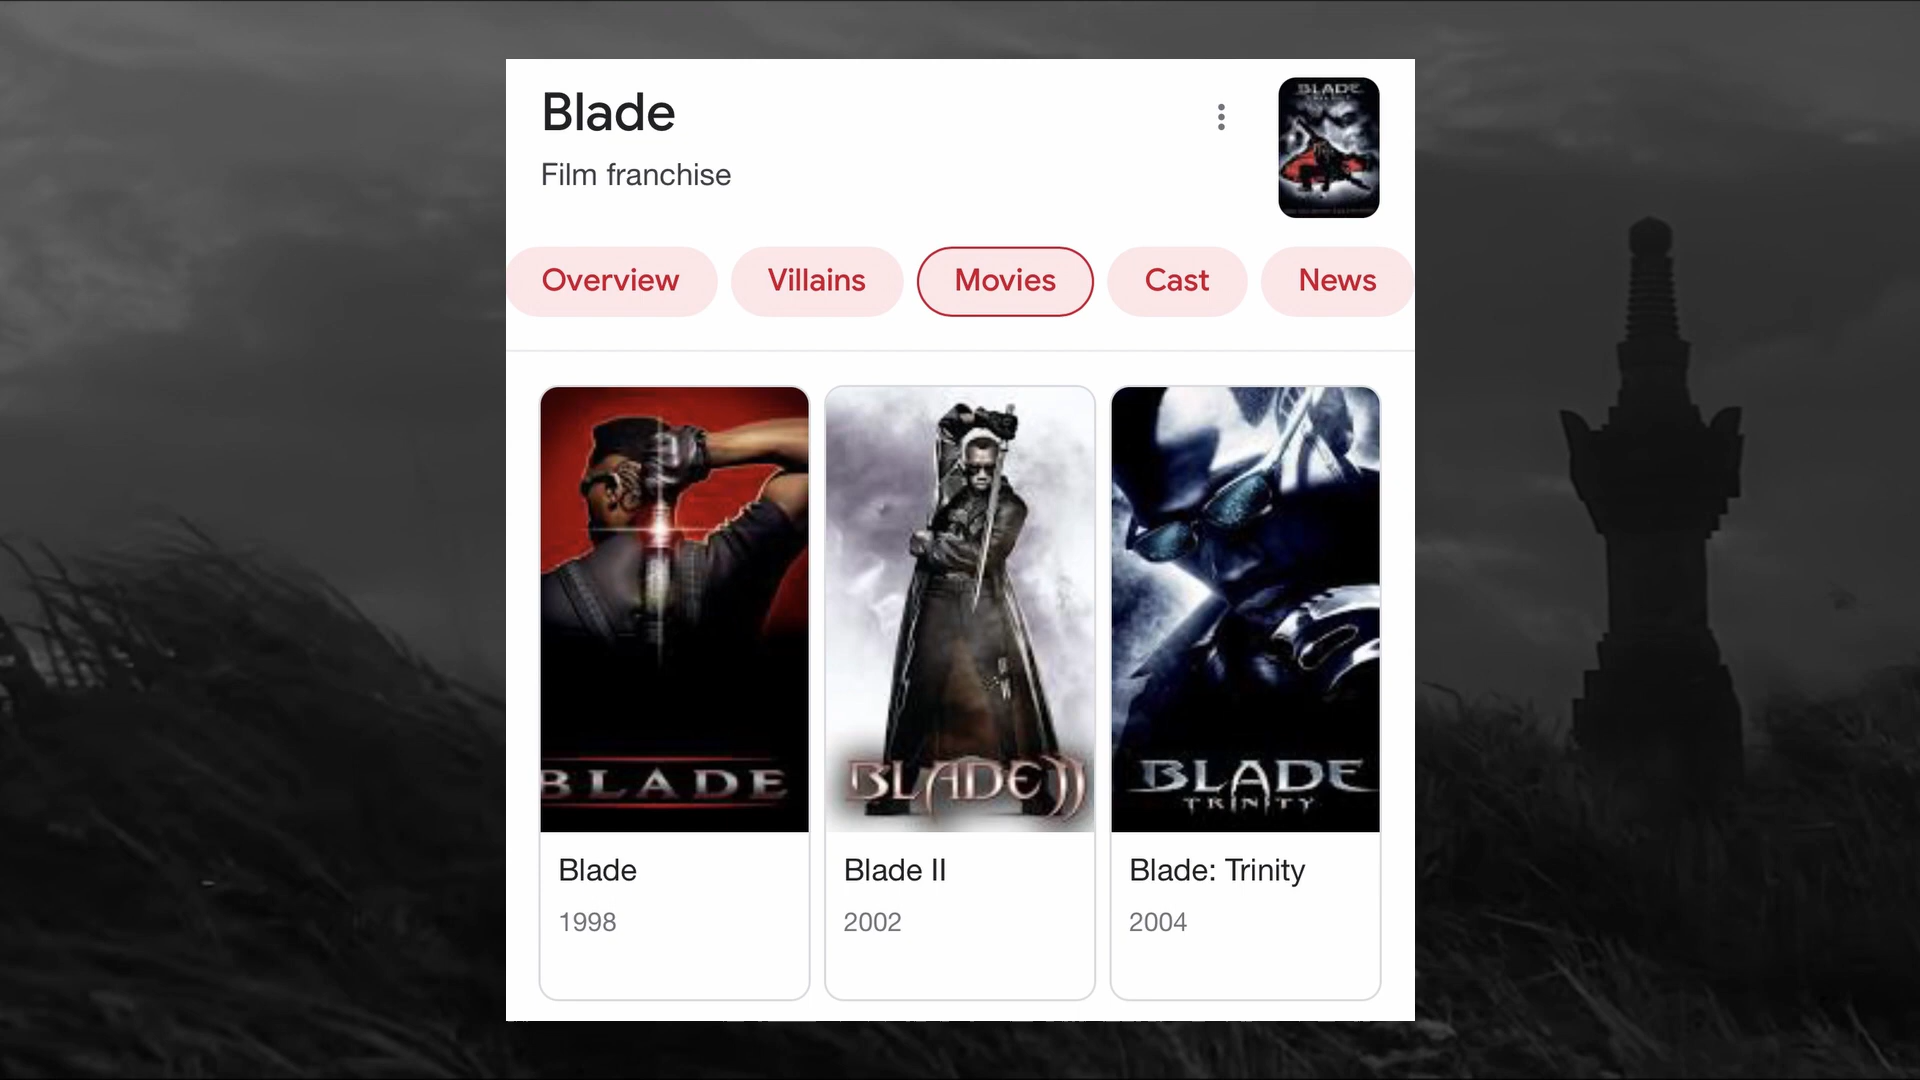 Blade
Film franchise
BLADE
Overview
Villains
Movies
Cast
News
BLADE
BLADE II
BLADE
TRINITY
Blade
1998
Blade II
2002
Blade: Trinity
2004